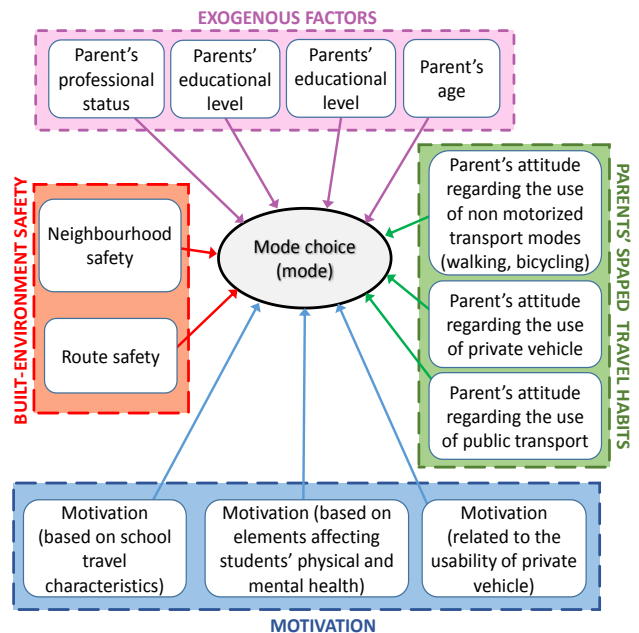 EXOGENOUS FACTORS
Parent's
professional
status
Parents'
educational
level
Parents'
educational
level
Parent's
age
BUILT-ENVIRONMENT SAFETY
Neighbourhood
safety
Route safety
Mode choice
(mode)
Parent's attitude
regarding the use
of non motorized
transport modes
(walking, bicycling)
Parent's attitude
regarding the use
of private vehicle
Parent's attitude
regarding the use
of public transport
PARENTS' SPAPED TRAVEL HABITS
Motivation
(based on school
travel
characteristics)
Motivation (based on
elements affecting
students' physical and
mental health)
Motivation
(related to the
usability of private
vehicle)
MOTIVATION